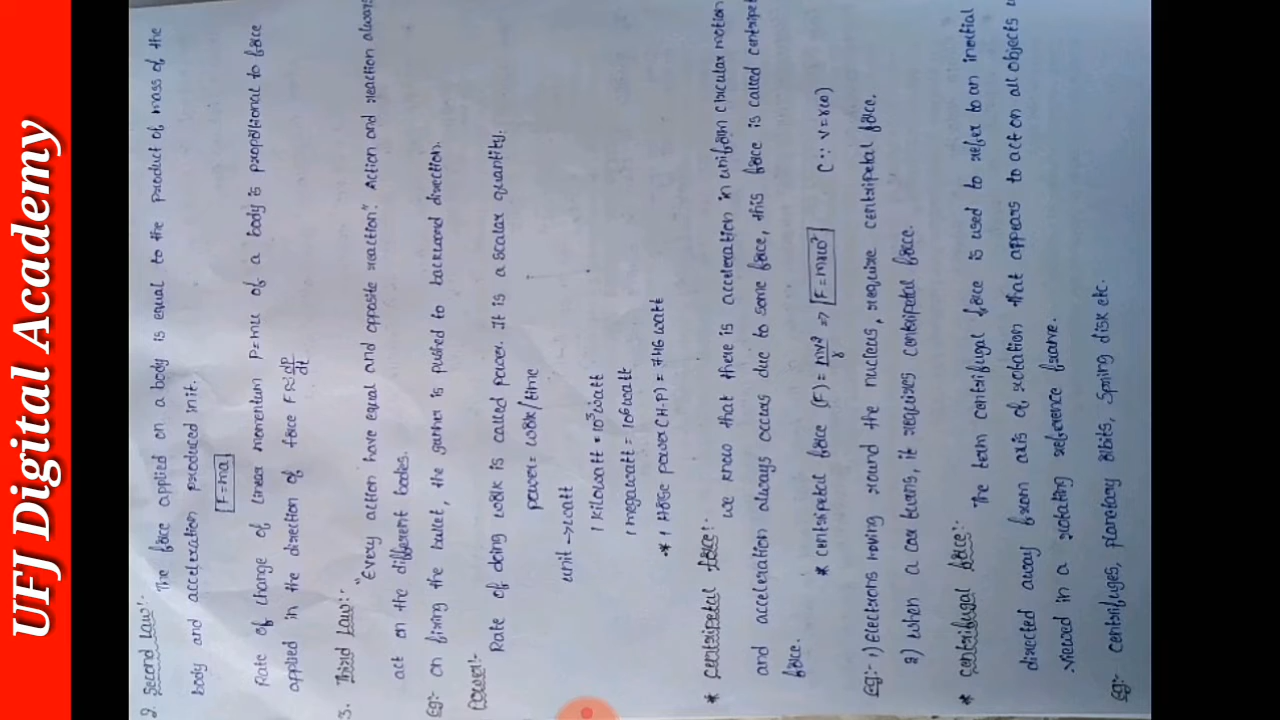 UFJ Digital Academy
2. Second Law:-
The force applied on a body is equal to the product of mass of the
body and acceleration produced in it.
F=ma
Rate of change of linear momentum P=mu of a body is proportional to force
applied in the direction of force F ∝ dP/dt
3. Third Law:-
"Every action have equal and opposite reaction". Action and reaction always
act on the different bodies.
eg:- on firing the bullet, the gunner is pushed to backward direction.
Power:-
Rate of doing work is called power. It is a scalar quantity.
power = work/time
unit → watt
1 kilowatt = 10³ watt
1 megawatt = 10⁶ watt
* 1 Horse power (H.P) = 746 watt
* centripetal force:-
we know that there is acceleration in uniform circular motion
and acceleration always occurs due to some force, this force is called centripet
force.
* centripetal force (F) = mv²/r => F = mrω² (∵ v = rω)
eg:- 1) Electrons moving round the nucleus, require centripetal force.
2) when a car turns, it requires centripetal force.
* centrifugal force:-
The term centrifugal force is used to refer to an inertial
directed away from axis of rotation that appears to act on all objects
viewed in a rotating reference frame.
eg:- centrifuges, planetary orbits, spring disk etc.